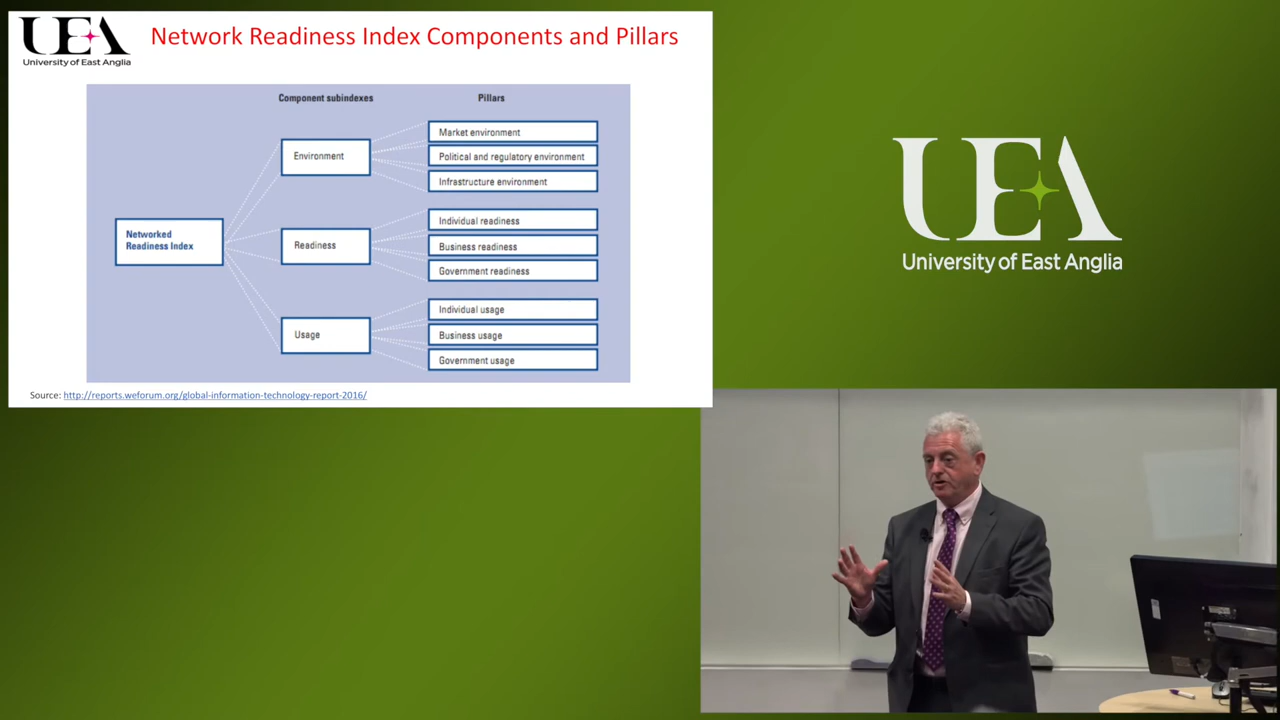 UEA
University of East Anglia
Network Readiness Index Components and Pillars
Component subindexes
Pillars
Networked
Readiness Index
Environment
Market environment
Political and regulatory environment
Infrastructure environment
Readiness
Individual readiness
Business readiness
Government readiness
Usage
Individual usage
Business usage
Government usage
Source: http://reports.weforum.org/global-information-technology-report-2016/
UEA
University of East Anglia